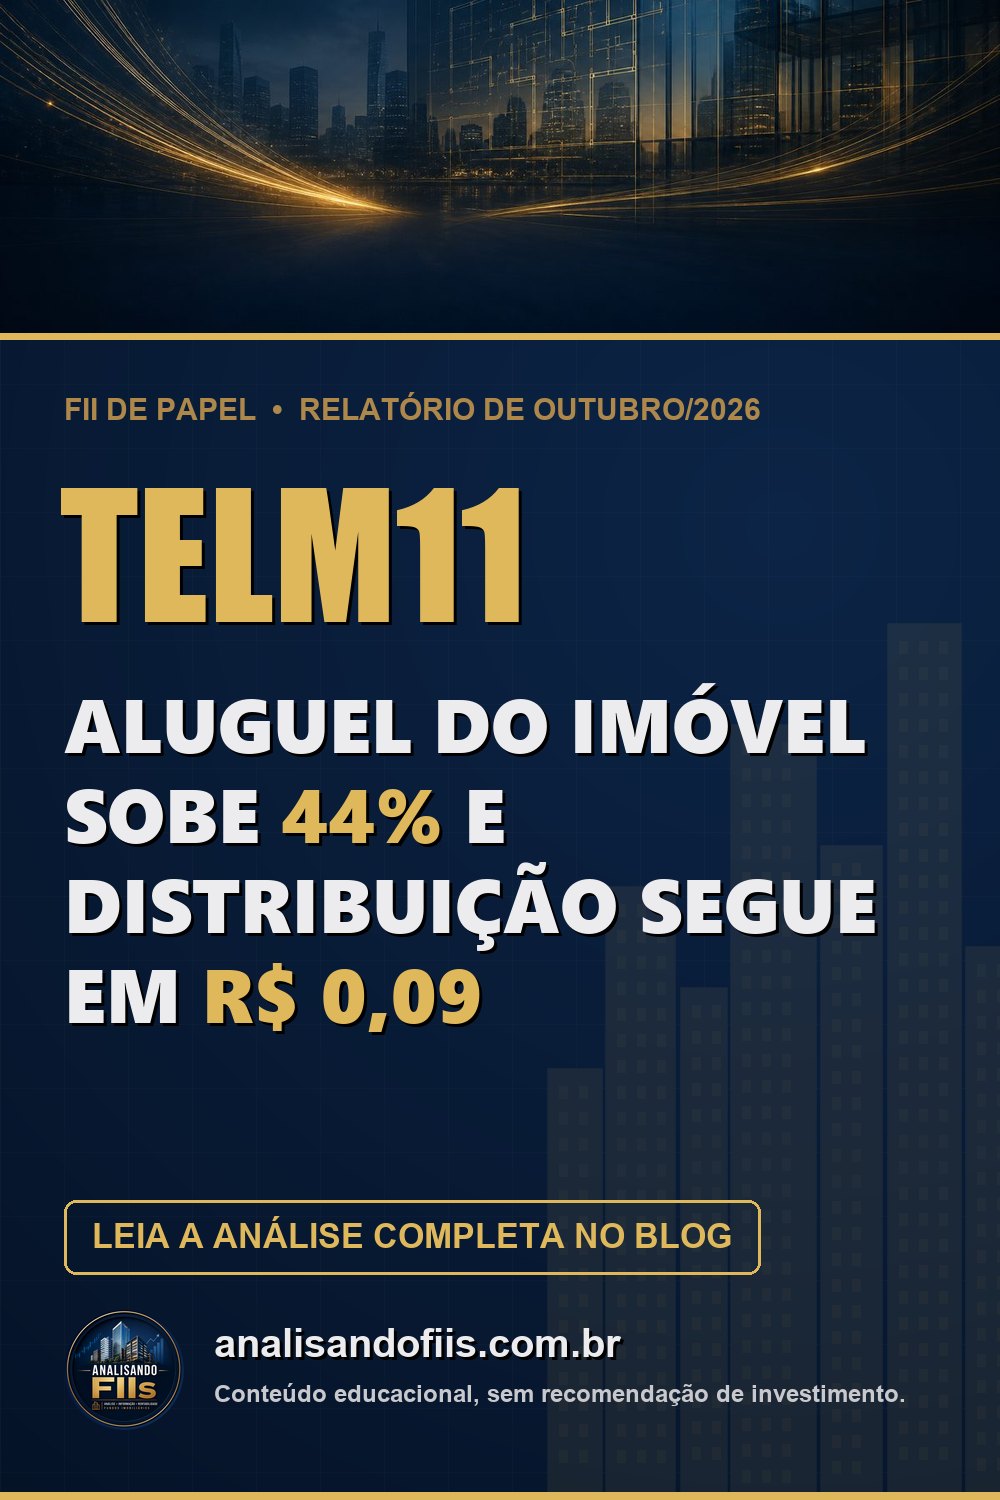 FII DE PAPEL • RELATÓRIO DE OUTUBRO/2026
TELM11
ALUGUEL DO IMÓVEL
SOBE 44% E
DISTRIBUIÇÃO SEGUE
EM R$ 0,09
LEIA A ANÁLISE COMPLETA NO BLOG
ANALISANDO
FIIs
analisandofiis.com.br
Conteúdo educacional, sem recomendação de investimento.